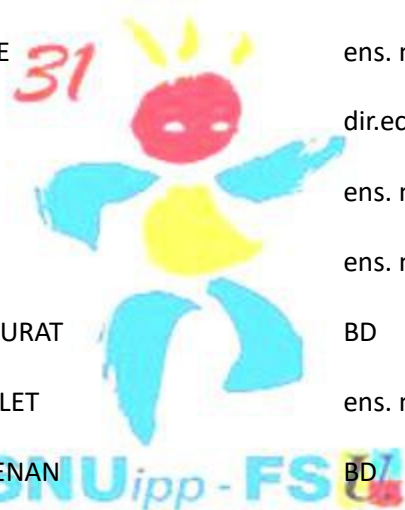 E 31 ens. r
dir.ec
ens. r
ens. r
URAT BD
LET ens. r
ENAN BD
SNUipp - FSU